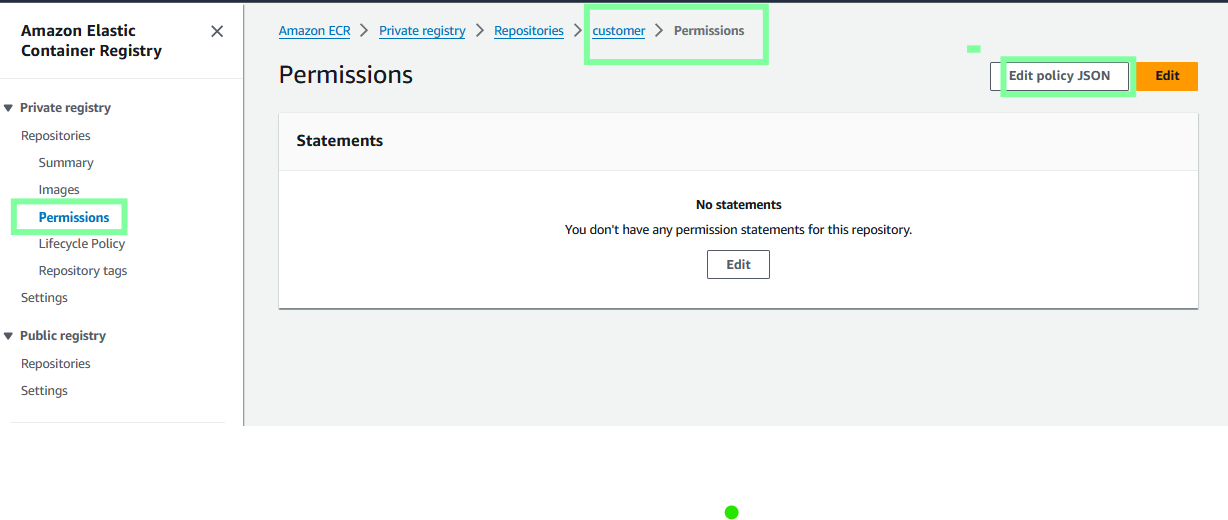 Amazon Elastic
Container Registry
Private registry
Repositories
Summary
Images
Permissions
Lifecycle Policy
Repository tags
Settings
Public registry
Repositories
Settings
Amazon ECR > Private registry > Repositories > customer > Permissions
Permissions
Edit policy JSON
Edit
Statements
No statements
You don't have any permission statements for this repository.
Edit